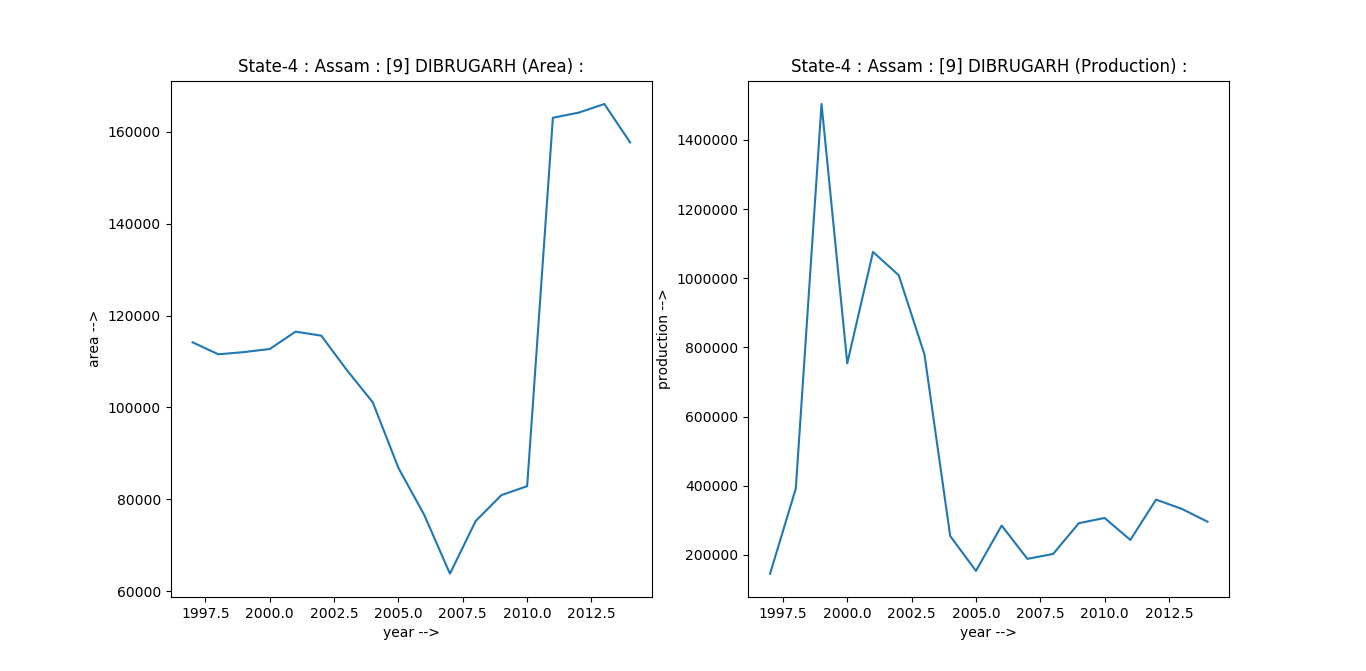 State-4 : Assam : [9] DIBRUGARH (Area) :
160000
140000
120000
100000
80000
60000
area -->
1997.5 2000.0 2002.5 2005.0 2007.5 2010.0 2012.5
year -->
State-4 : Assam : [9] DIBRUGARH (Production) :
1400000
1200000
1000000
800000
600000
400000
200000
production -->
1997.5 2000.0 2002.5 2005.0 2007.5 2010.0 2012.5
year -->